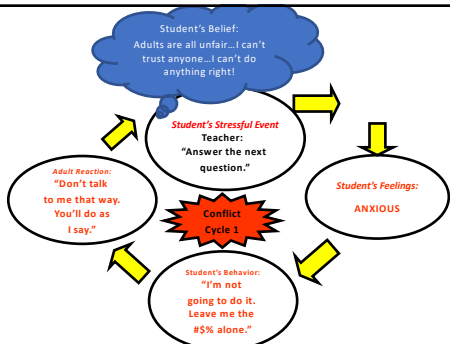 Student's Belief:
Adults are all unfair...I can't
trust anyone...I can't do
anything right!
Student's Stressful Event
Teacher:
"Answer the next
question."
Student's Feelings:
ANXIOUS
Student's Behavior:
"I'm not
going to do it.
Leave me the
#$% alone."
Adult Reaction:
"Don't talk
to me that way.
You'll do as
I say."
Conflict
Cycle 1